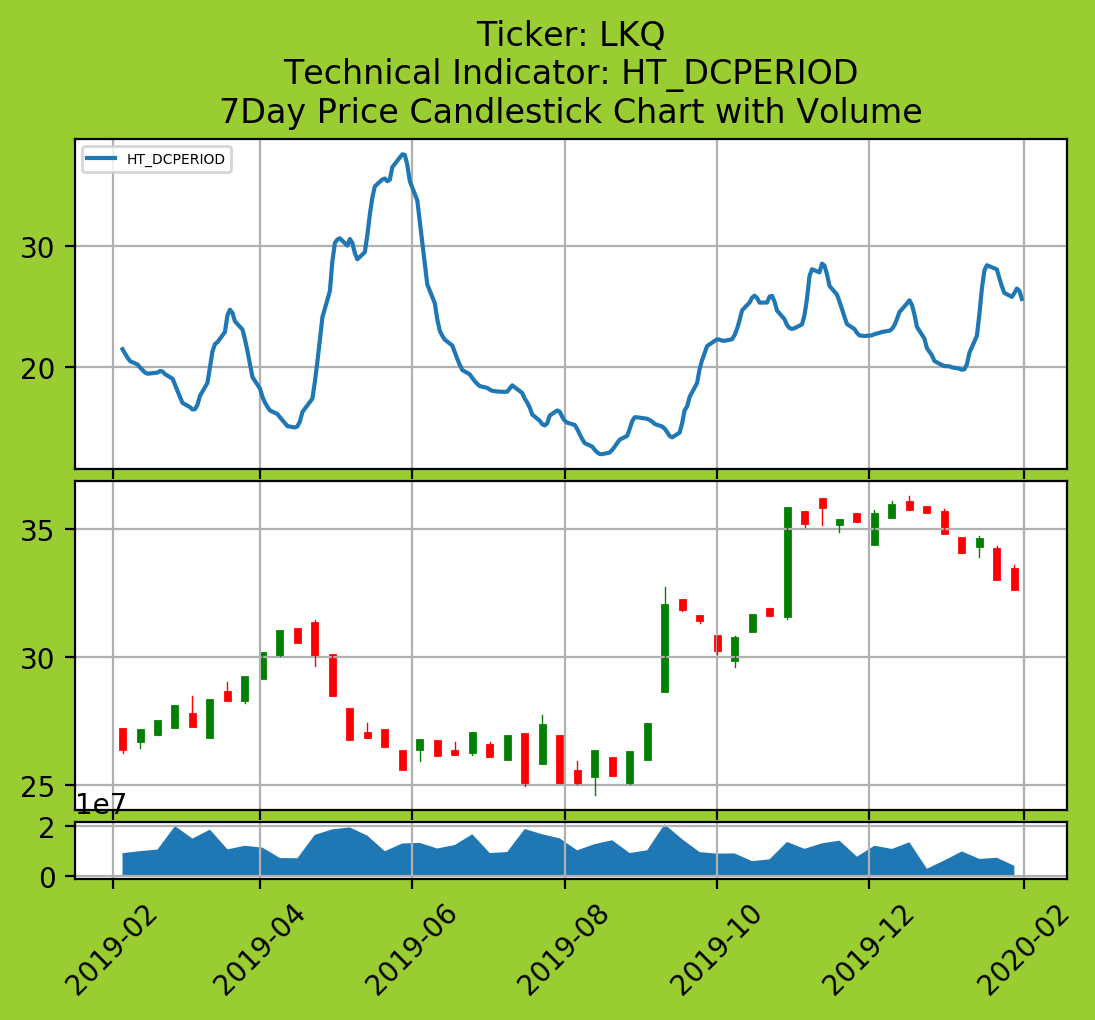 Ticker: LKQ
Technical Indicator: HT_DCPERIOD
7Day Price Candlestick Chart with Volume
HT_DCPERIOD
30
20
35
30
25
1e7
2
0
2019-02
2019-04
2019-06
2019-08
2019-10
2019-12
2020-02